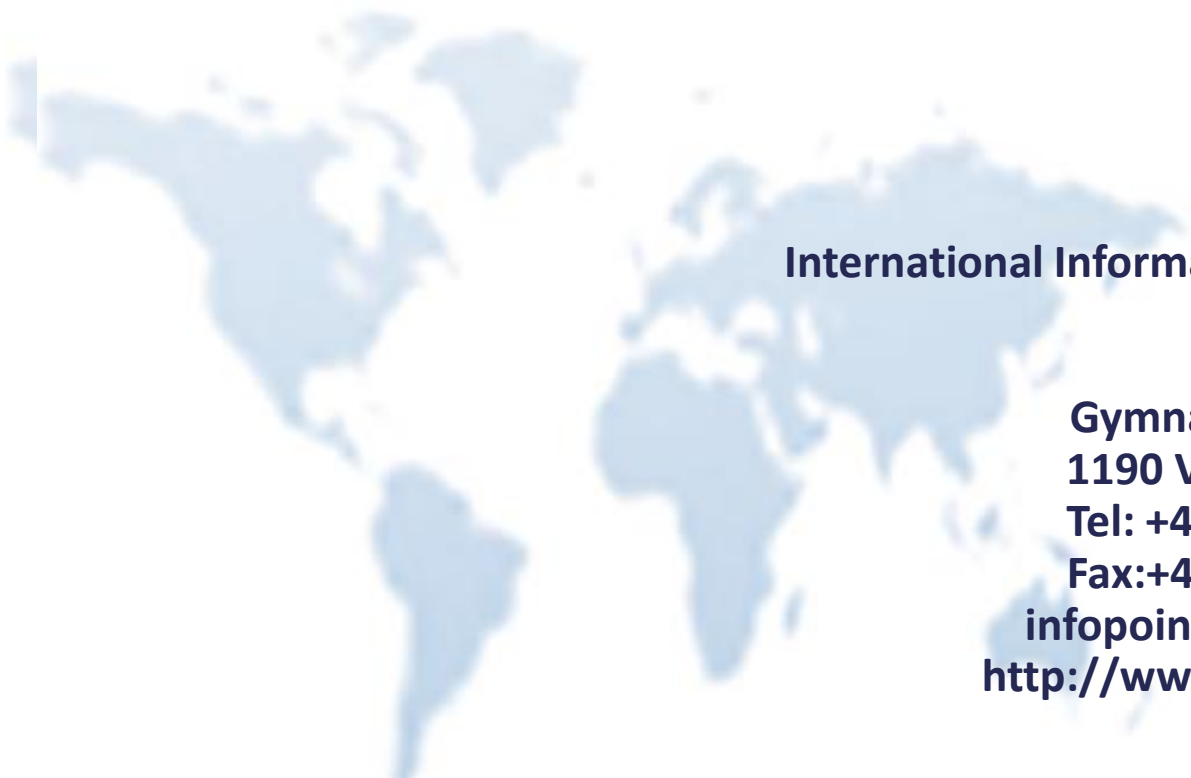 International Informa
Gymna
1190 V
Tel: +4
Fax:+4
infopoin
http://ww